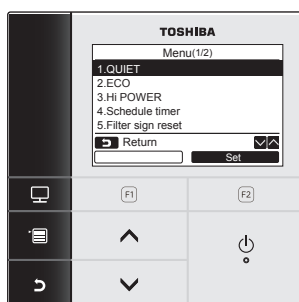 TOSHIBA
Menu(1/2)
1.QUIET
2.ECO
3.Hi POWER
4.Schedule timer
5.Filter sign reset
Return
Set
F1
F2